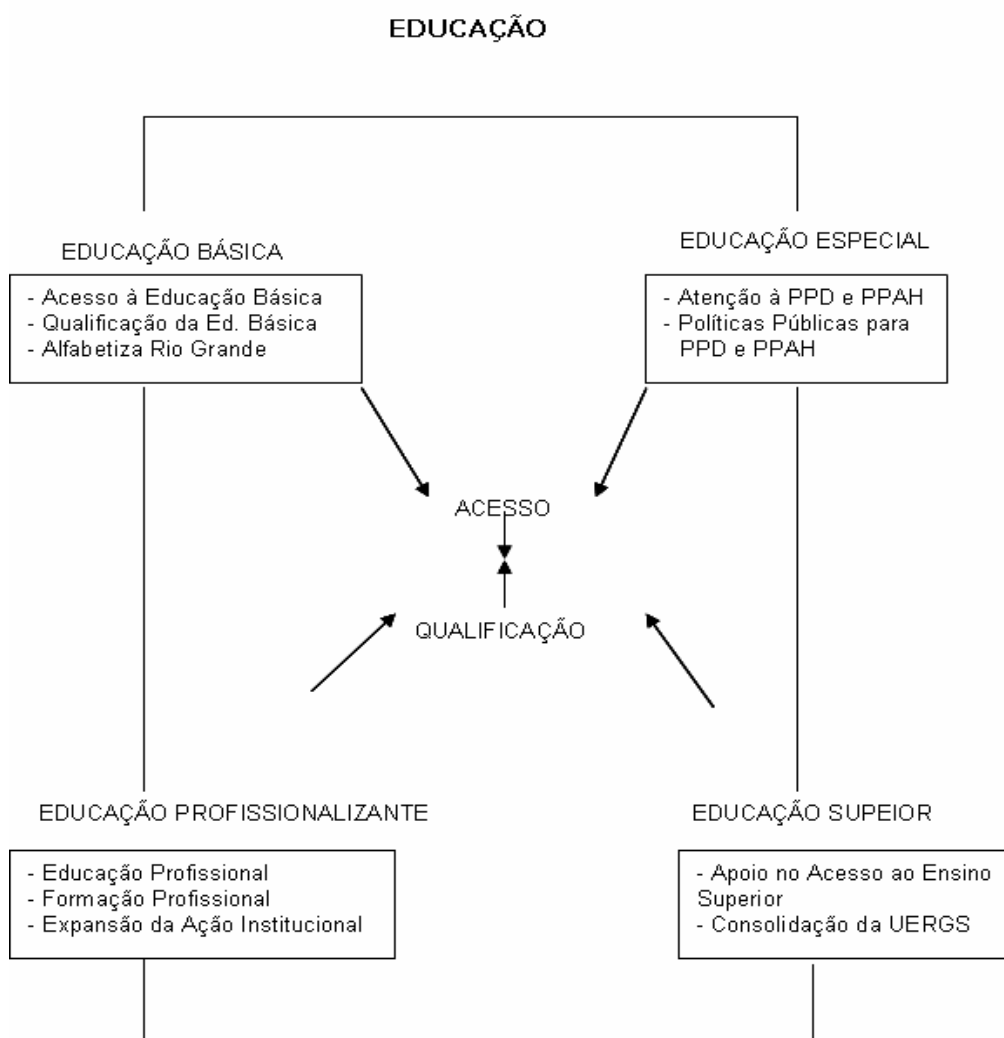 EDUCAÇÃO
EDUCAÇÃO BÁSICA
- Acesso à Educação Básica
- Qualificação da Ed. Básica
- Alfabetiza Rio Grande
EDUCAÇÃO ESPECIAL
- Atenção à PPD e PPAH
- Políticas Públicas para
PPD e PPAH
ACESSO
QUALIFICAÇÃO
EDUCAÇÃO PROFISSIONALIZANTE
- Educação Profissional
- Formação Profissional
- Expansão da Ação Institucional
EDUCAÇÃO SUPEIOR
- Apoio no Acesso ao Ensino
Superior
- Consolidação da UERGS